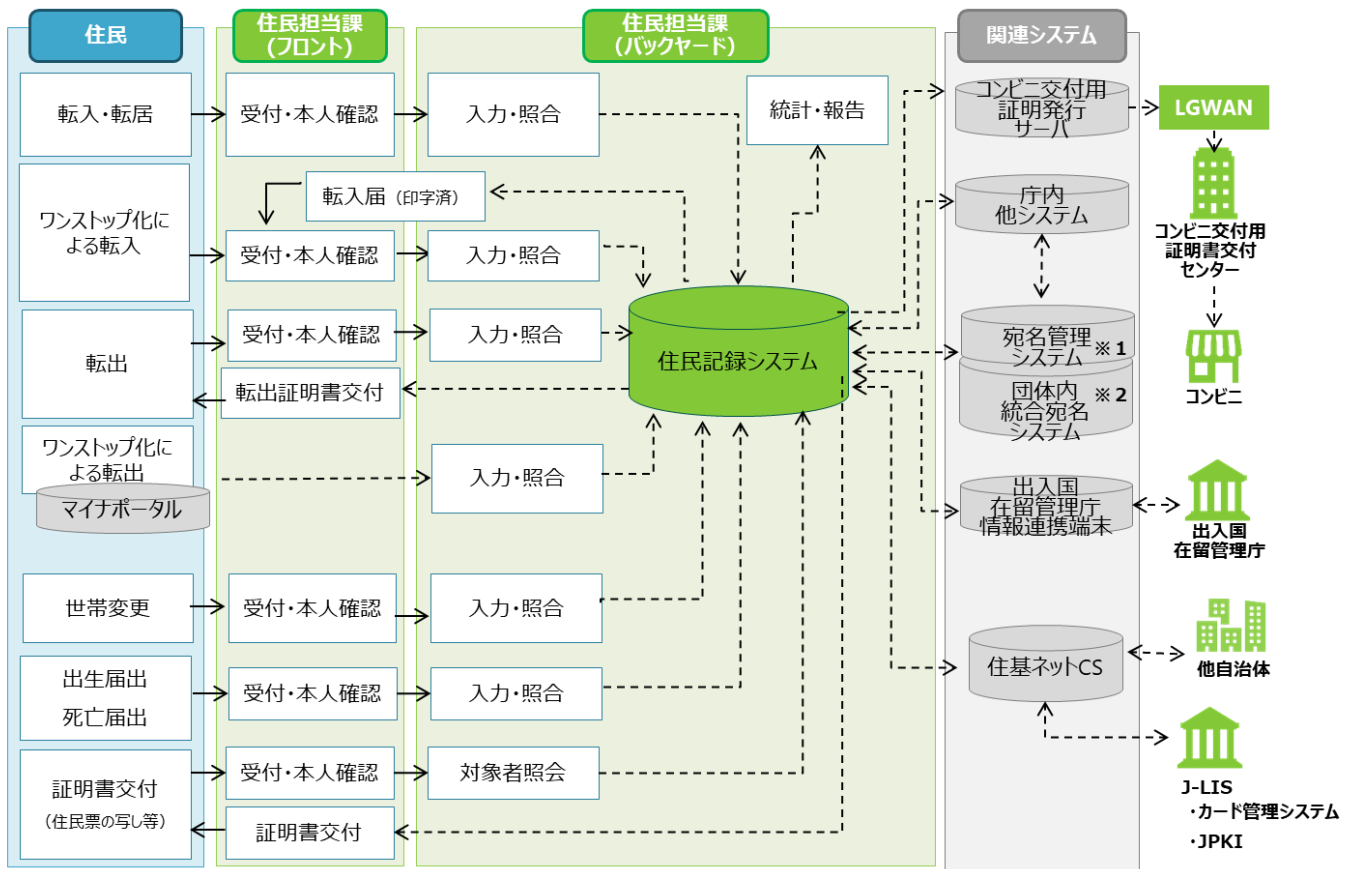 住民
住民担当課
(フロント)
住民担当課
(バックヤード)
関連システム
転入・転居
受付・本人確認
入力・照合
統計・報告
コンビニ交付用
証明発行
サーバ
LGWAN
転入届(印字済)
ワンストップ化に
よる転入
受付・本人確認
入力・照合
庁内
他システム
コンビニ交付用
証明書交付
センター
転出
受付・本人確認
入力・照合
転出証明書交付
住民記録システム
宛名管理
システム
※1
団体内
統合宛名
システム
※2
コンビニ
ワンストップ化に
よる転出
マイナポータル
入力・照合
出入国
在留管理庁
情報連携端末
出入国
在留管理庁
世帯変更
受付・本人確認
入力・照合
住基ネットCS
他自治体
出生届出
死亡届出
受付・本人確認
入力・照合
証明書交付
(住民票の写し等)
受付・本人確認
対象者照会
証明書交付
J-LIS
・カード管理システム
・JPKI